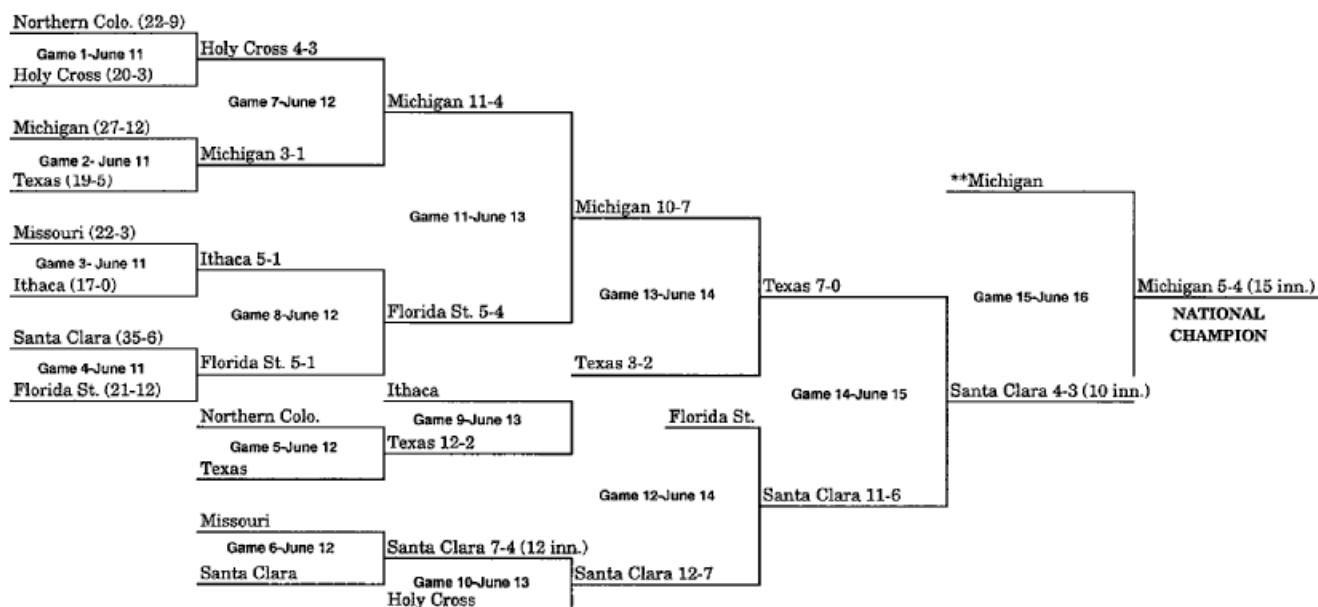 Northern Colo. (22-9)
Game 1-June 11
Holy Cross (20-3)
Holy Cross 4-3
Game 7-June 12
Michigan 11-4
Michigan (27-12)
Game 2- June 11
Texas (19-5)
Michigan 3-1
Game 11-June 13
Michigan 10-7
Missouri (22-3)
Game 3- June 11
Ithaca (17-0)
Ithaca 5-1
Game 8-June 12
Florida St. 5-4
Santa Clara (35-6)
Game 4-June 11
Florida St. (21-12)
Florida St. 5-1
Game 13-June 14
Texas 7-0
Texas 3-2
Ithaca
Game 9-June 13
Texas 12-2
Northern Colo.
Game 5-June 12
Texas
Florida St.
Game 12-June 14
Santa Clara 11-6
Game 14-June 15
Santa Clara 4-3 (10 inn.)
Missouri
Game 6-June 12
Santa Clara
Santa Clara 7-4 (12 inn.)
Game 10-June 13
Holy Cross
Santa Clara 12-7
**Michigan
Game 15-June 16
Michigan 5-4 (15 inn.)
NATIONAL
CHAMPION